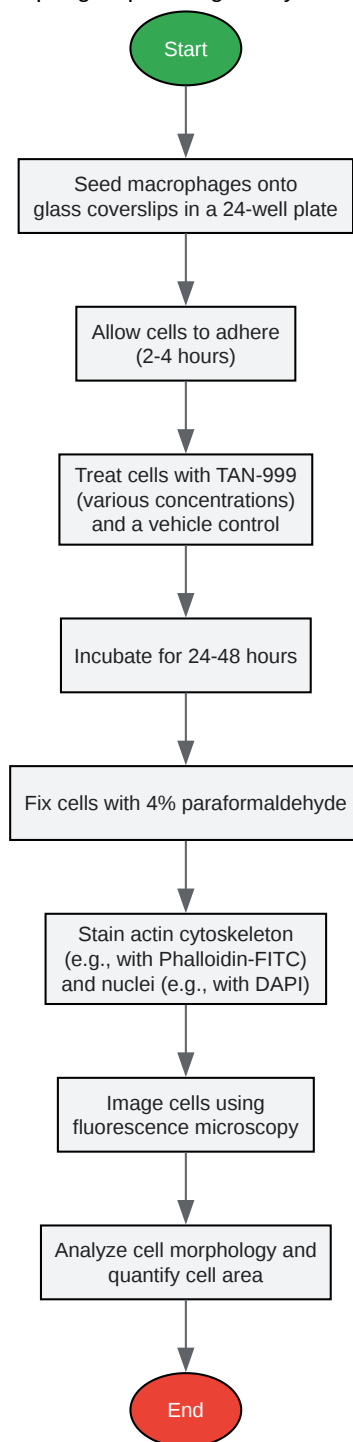 Start
Seed macrophages onto
glass coverslips in a 24-well plate
Allow cells to adhere
(2-4 hours)
Treat cells with TAN-999
(various concentrations)
and a vehicle control
Incubate for 24-48 hours
Fix cells with 4% paraformaldehyde
Stain actin cytoskeleton
(e.g., with Phalloidin-FITC)
and nuclei (e.g., with DAPI)
Image cells using
fluorescence microscopy
Analyze cell morphology and
quantify cell area
End